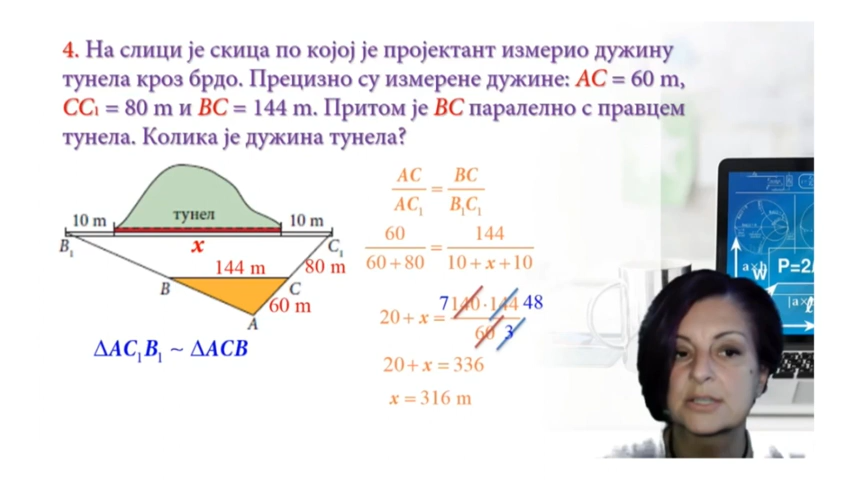 4. На слици је скица по којој је пројектант измерио дужину
тунела кроз брдо. Прецизно су измерене дужине: AC = 60 m,
CC₁ = 80 m и BC = 144 m. Притом је BC паралелно с правцем
тунела. Колика је дужина тунела?
10 m тунел 10 m
B₁ x C₁
144 m 80 m
B C
60 m
A
ΔAC₁B₁ ~ ΔACB
AC/AC₁ = BC/B₁C₁
60/(60+80) = 144/(10+x+10)
20+x = 7 140·144 48 / 60 3
20+x = 336
x = 316 m
a×b
W P=2
|a×